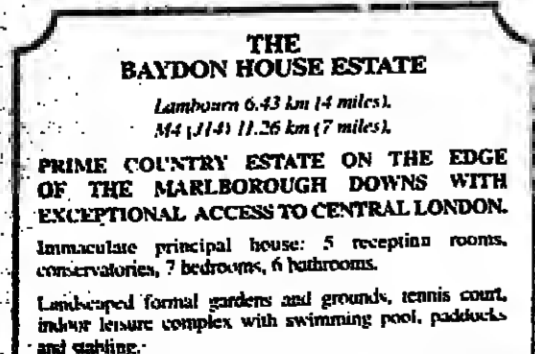 THE
BAYDON HOUSE ESTATE
Lambourn 6.43 km (4 miles).
M4 (J14) 11.26 km (7 miles).
PRIME COUNTRY ESTATE ON THE EDGE
OF THE MARLBOROUGH DOWNS WITH
EXCEPTIONAL ACCESS TO CENTRAL LONDON.
Immaculate principal house: 5 reception rooms,
conservatories, 7 bedrooms, 6 bathrooms.
Landscaped formal gardens and grounds, tennis court,
indoor leisure complex with swimming pool, paddocks
and stabling.